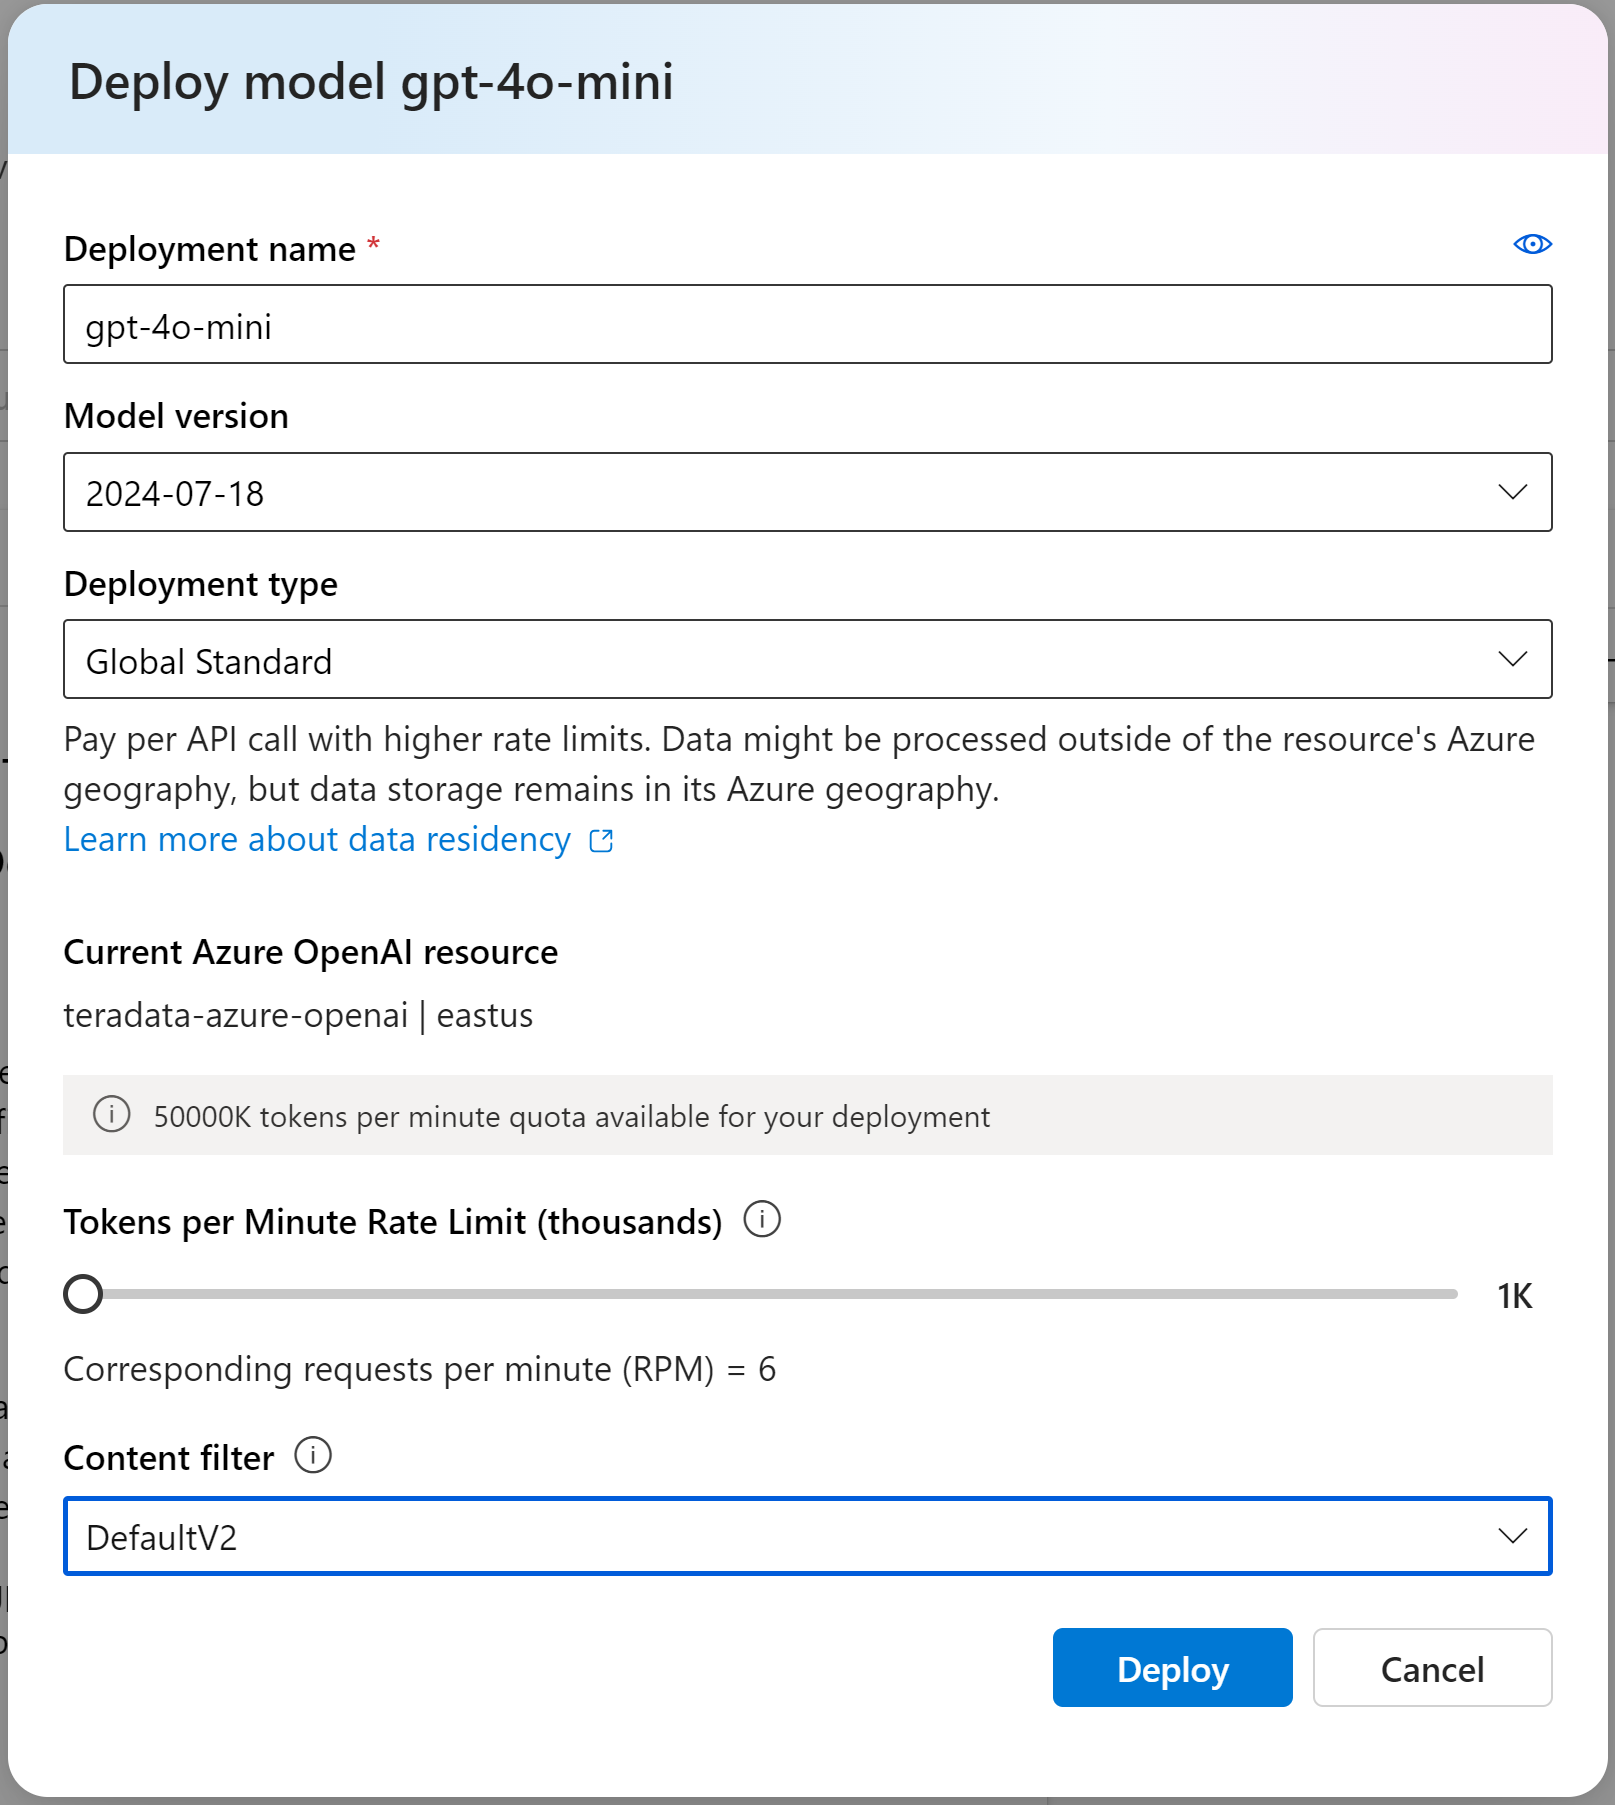 Deploy model gpt-4o-mini
Deployment name *
gpt-4o-mini
Model version
2024-07-18
Deployment type
Global Standard
Pay per API call with higher rate limits. Data might be processed outside of the resource's Azure
geography, but data storage remains in its Azure geography.
Learn more about data residency
Current Azure OpenAI resource
teradata-azure-openai | eastus
50000K tokens per minute quota available for your deployment
Tokens per Minute Rate Limit (thousands)
1K
Corresponding requests per minute (RPM) = 6
Content filter
DefaultV2
Deploy
Cancel